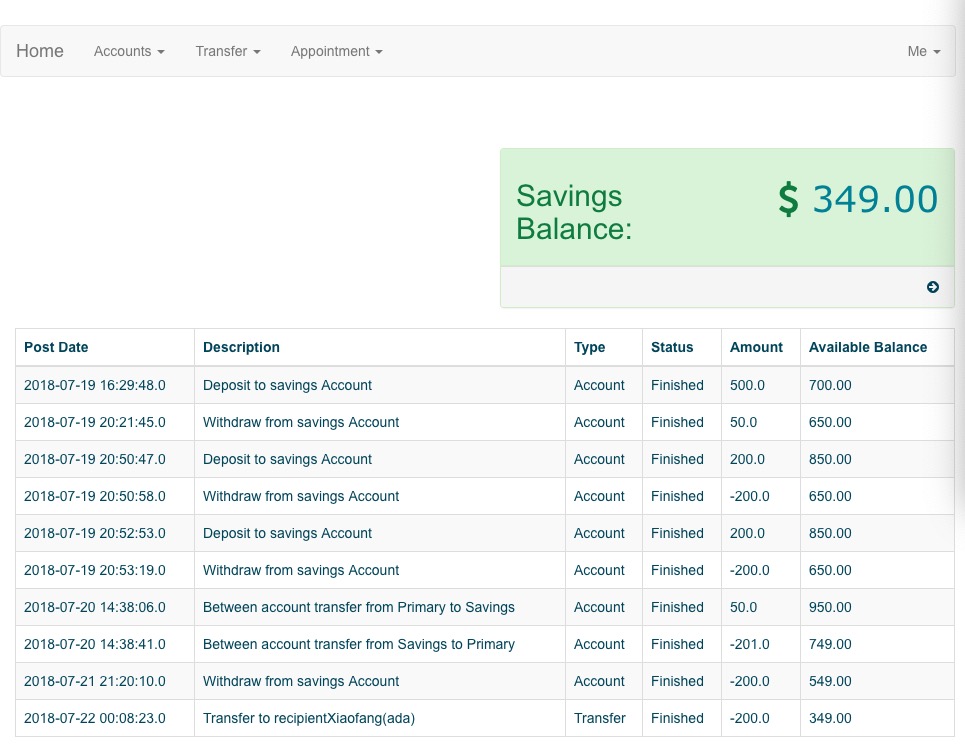 Home Accounts Transfer Appointment Me
Savings $ 349.00
Balance:
Post Date Description Type Status Amount Available Balance
2018-07-19 16:29:48.0 Deposit to savings Account Account Finished 500.0 700.00
2018-07-19 20:21:45.0 Withdraw from savings Account Account Finished 50.0 650.00
2018-07-19 20:50:47.0 Deposit to savings Account Account Finished 200.0 850.00
2018-07-19 20:50:58.0 Withdraw from savings Account Account Finished -200.0 650.00
2018-07-19 20:52:53.0 Deposit to savings Account Account Finished 200.0 850.00
2018-07-19 20:53:19.0 Withdraw from savings Account Account Finished -200.0 650.00
2018-07-20 14:38:06.0 Between account transfer from Primary to Savings Account Finished 50.0 950.00
2018-07-20 14:38:41.0 Between account transfer from Savings to Primary Account Finished -201.0 749.00
2018-07-21 21:20:10.0 Withdraw from savings Account Account Finished -200.0 549.00
2018-07-22 00:08:23.0 Transfer to recipientXiaofang(ada) Transfer Finished -200.0 349.00